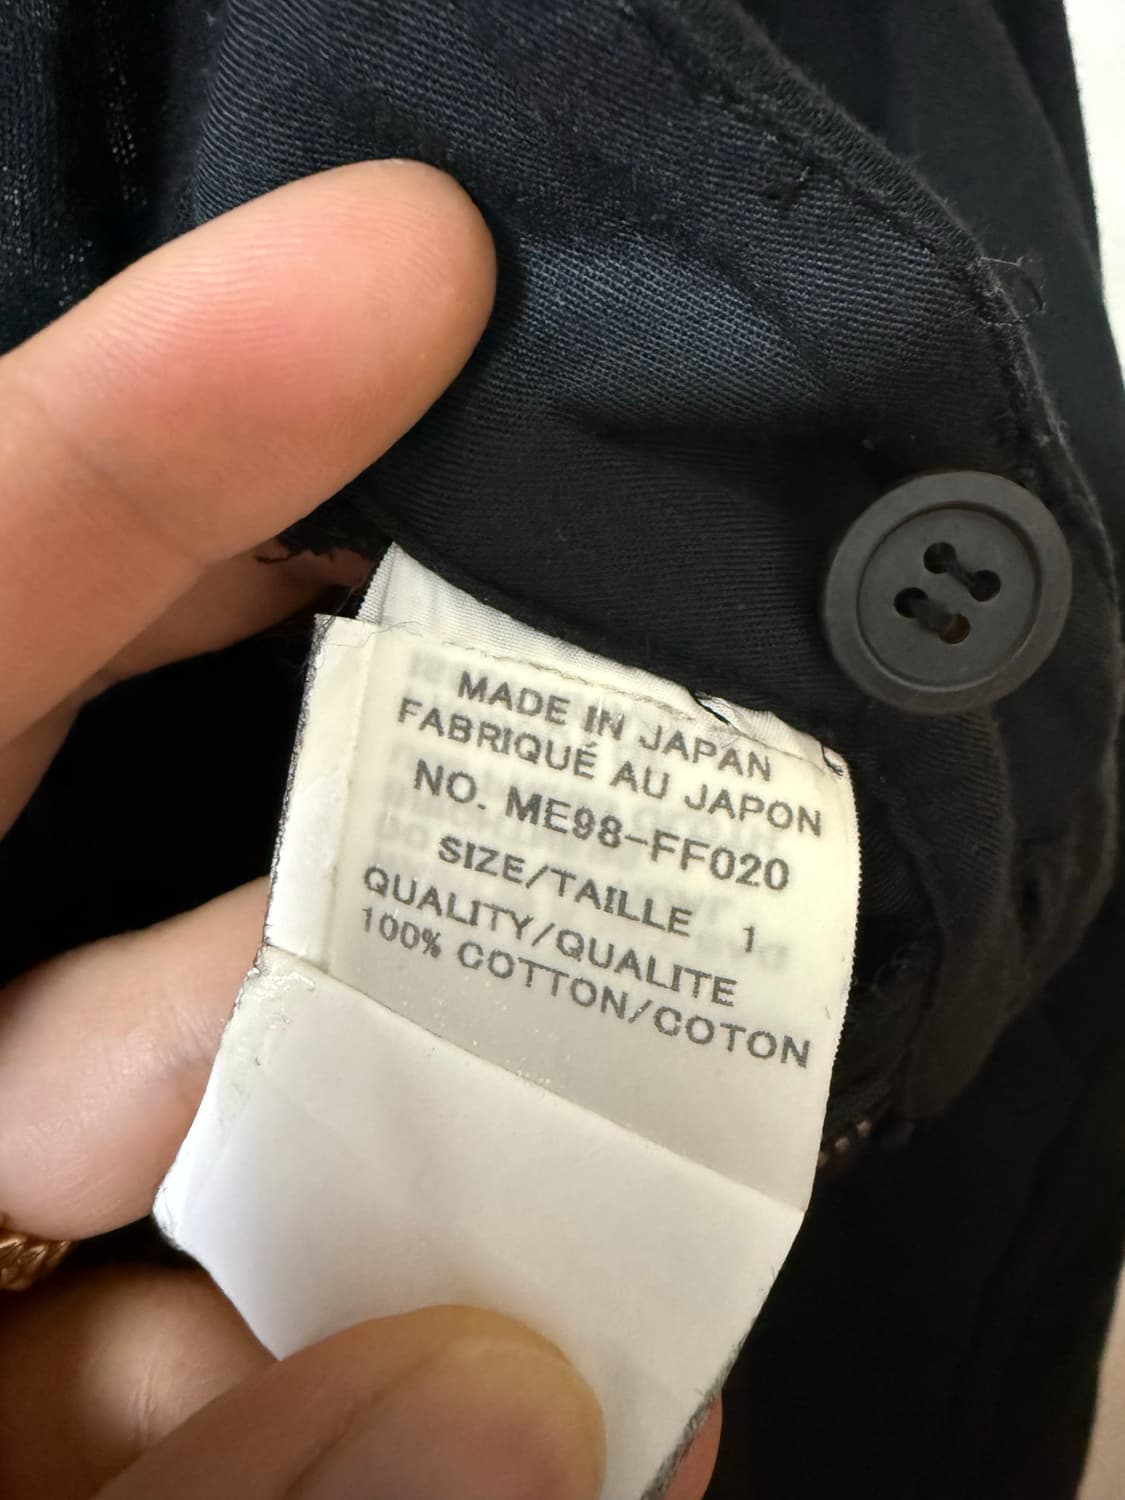 MADE IN JAPAN
FABRIQUÉ AU JAPON
NO. ME98-FF020
SIZE/TAILLE 1
QUALITY/QUALITE
100% COTTON/COTON